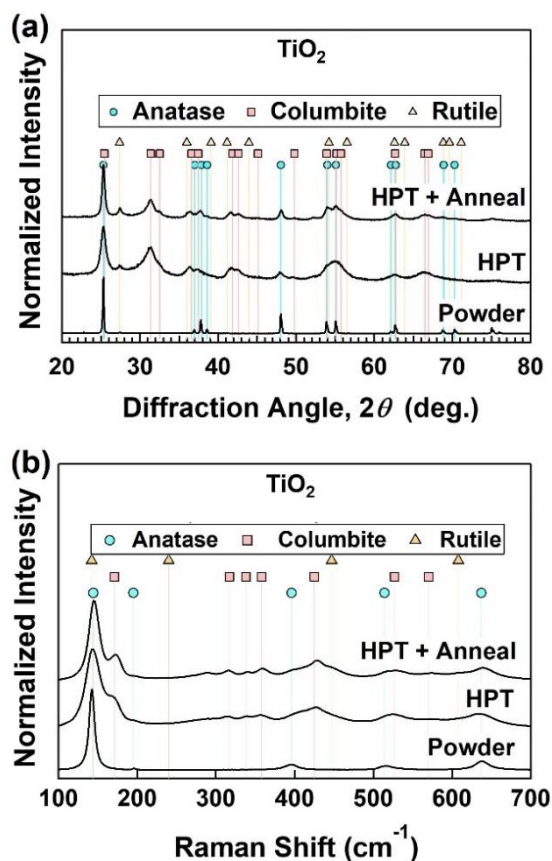 (a)
TiO2
Anatase Columbite Rutile
HPT + Anneal
HPT
Powder
Normalized Intensity
20 30 40 50 60 70 80
Diffraction Angle, 2θ (deg.)
(b)
TiO2
Anatase Columbite Rutile
HPT + Anneal
HPT
Powder
Normalized Intensity
100 200 300 400 500 600 700
Raman Shift (cm-1)